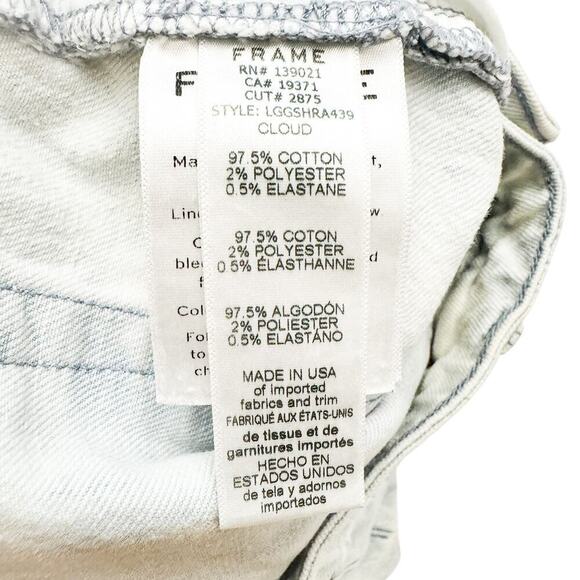 FRAME
RN# 139021
CA# 19371
CUT# 2875
STYLE: LGGSHRA439
CLOUD
97.5% COTTON
2% POLYESTER
0.5% ELASTANE
97.5% COTON
2% POLYESTER
0.5% ÉLASTHANNE
97.5% ALGODÓN
2% POLIESTER
0.5% ELASTÁNO
MADE IN USA
of imported
fabrics and trim
FABRIQUÉ AUX ÉTATS-UNIS
de tissus et de
garnitures importés
HECHO EN
ESTADOS UNIDOS
de tela y adornos
importados